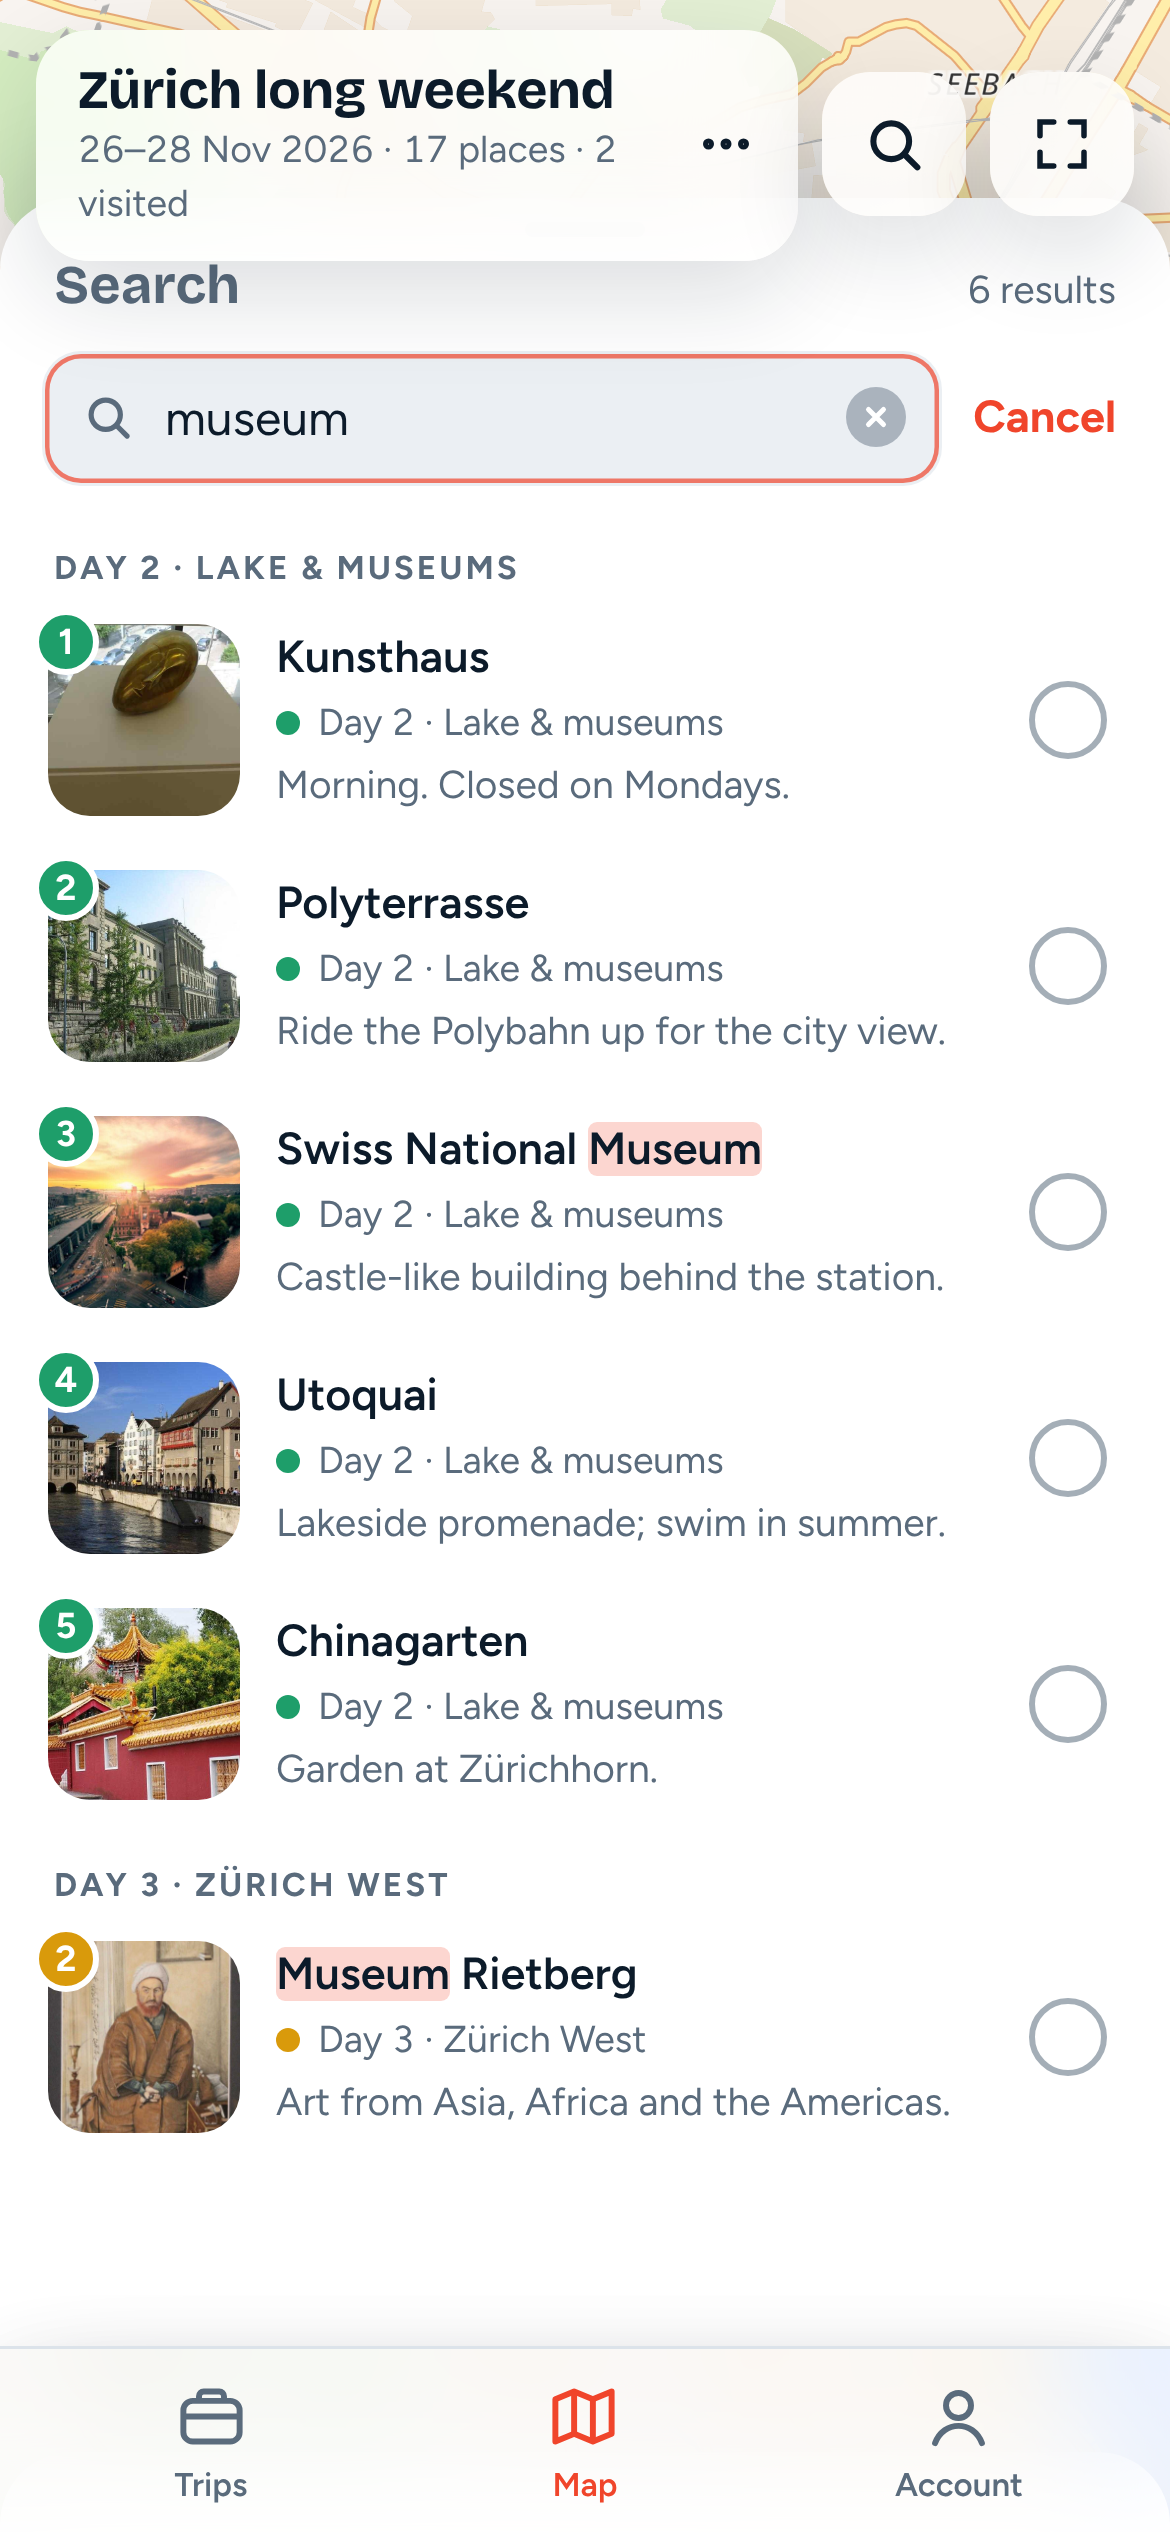 SEEBA
Zürich long weekend
26–28 Nov 2026 · 17 places · 2
visited
Search
6 results
museum
Cancel
DAY 2 · LAKE & MUSEUMS
1
Kunsthaus
Day 2 · Lake & museums
Morning. Closed on Mondays.
2
Polyterrasse
Day 2 · Lake & museums
Ride the Polybahn up for the city view.
3
Swiss National Museum
Day 2 · Lake & museums
Castle-like building behind the station.
4
Utoquai
Day 2 · Lake & museums
Lakeside promenade; swim in summer.
5
Chinagarten
Day 2 · Lake & museums
Garden at Zürichhorn.
DAY 3 · ZÜRICH WEST
2
Museum Rietberg
Day 3 · Zürich West
Art from Asia, Africa and the Americas.
Trips
Map
Account